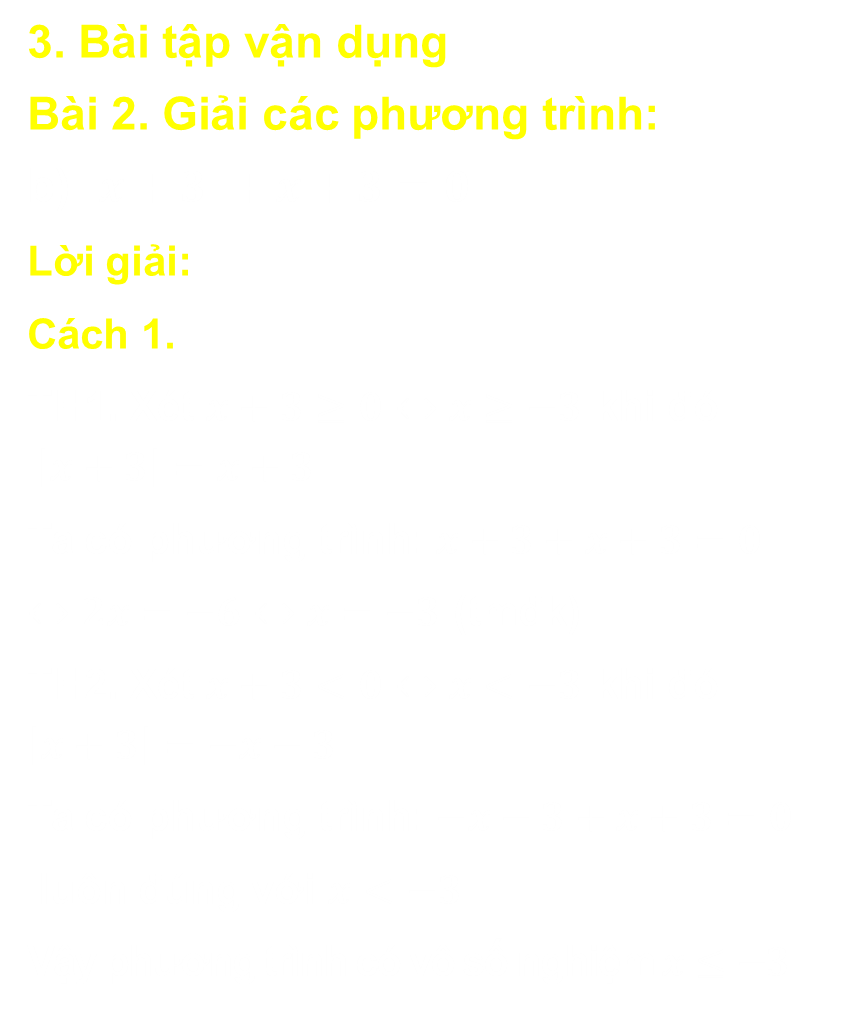 3. Bài tập vận dụng
Bài 2. Giải các phương trình:
Lời giải:
Cách 1.